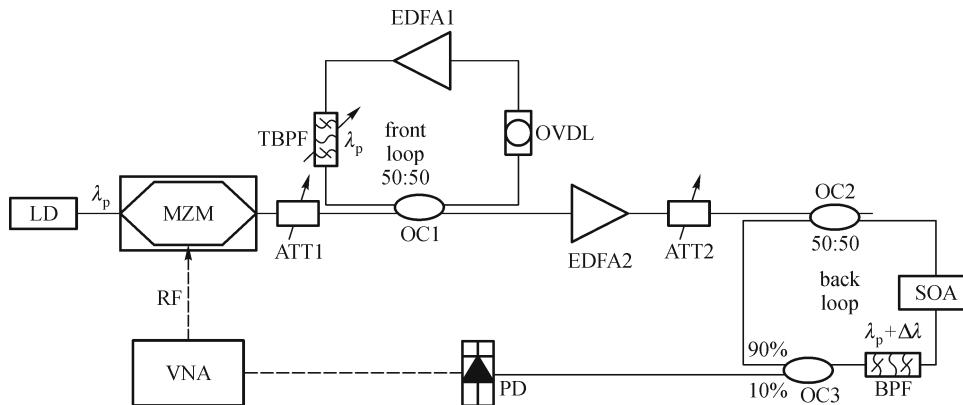 EDFA1
TBPF
λp
front
loop
50:50
OVDL
LD
λp
MZM
ATT1
OC1
EDFA2
ATT2
OC2
50:50
back
loop
SOA
RF
λp+Δλ
BPF
VNA
PD
90%
10%
OC3